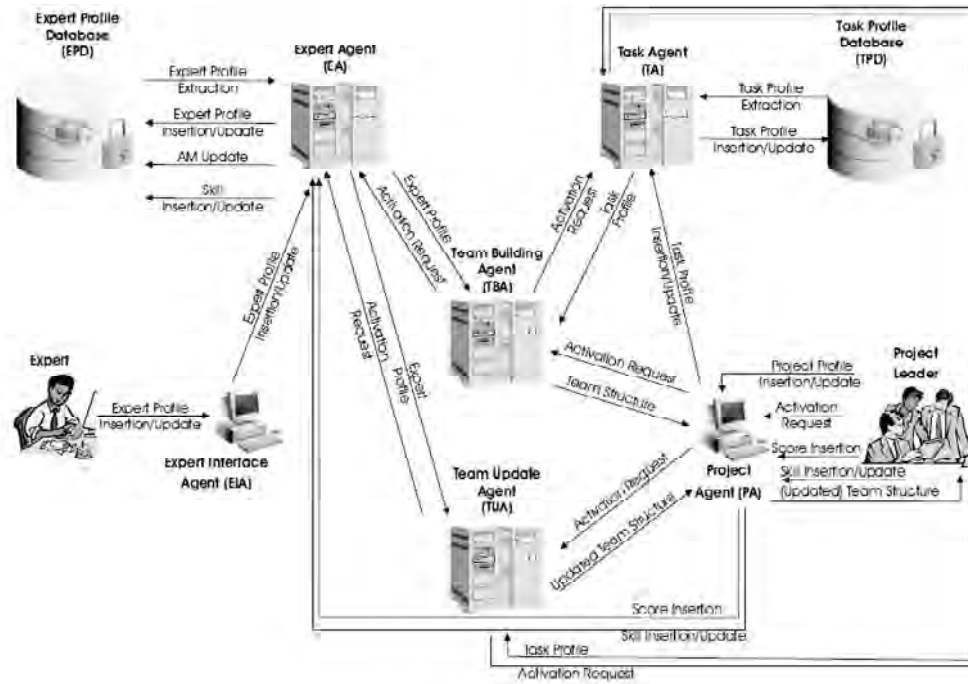 Expert Profile
Database
(EPD)
Expert Agent
(EA)
Task Agent
(TA)
Task Profile
Database
(TPD)
Expert Profile
Extraction
Expert Profile
Insertion/Update
AM Update
Skill
Insertion/Update
Task Profile
Extraction
Task Profile
Insertion/Update
Expert Profile
Activation Request
Activation
Request
Task
Profile
Task Profile
Insertion/Update
Team Building
Agent
(TBA)
Expert Profile
Insertion/Update
Activation
Request
Expert
Profile
Activation Request
Team Structure
Expert
Expert Profile
Insertion/Update
Expert Interface
Agent (EIA)
Project Profile
Insertion/Update
Activation
Request
Score Insertion
Skill Insertion/Update
(Updated) Team Structure
Project
Leader
Project
Agent (PA)
Team Update
Agent
(TUA)
Activation Request
Updated Team Structure
Score Insertion
Skill Insertion/Update
Task Profile
Activation Request